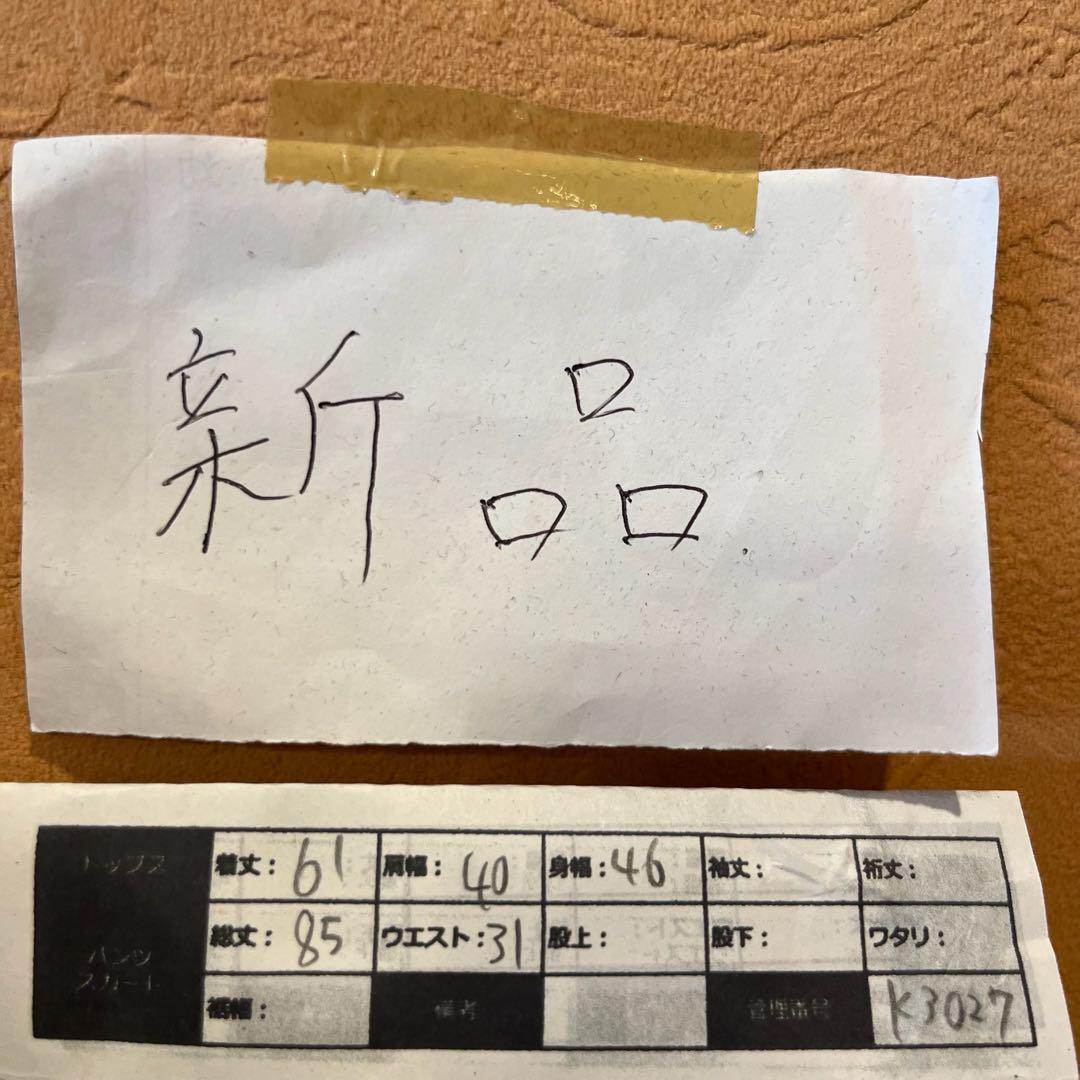 新品
トップス 着丈：61 肩幅：40 身幅：46 袖丈： 裄丈：
パンツ
スカート
総丈：85 ウエスト：31 股上： 股下： ワタリ：
裾幅： 備考 管理番号 K3027